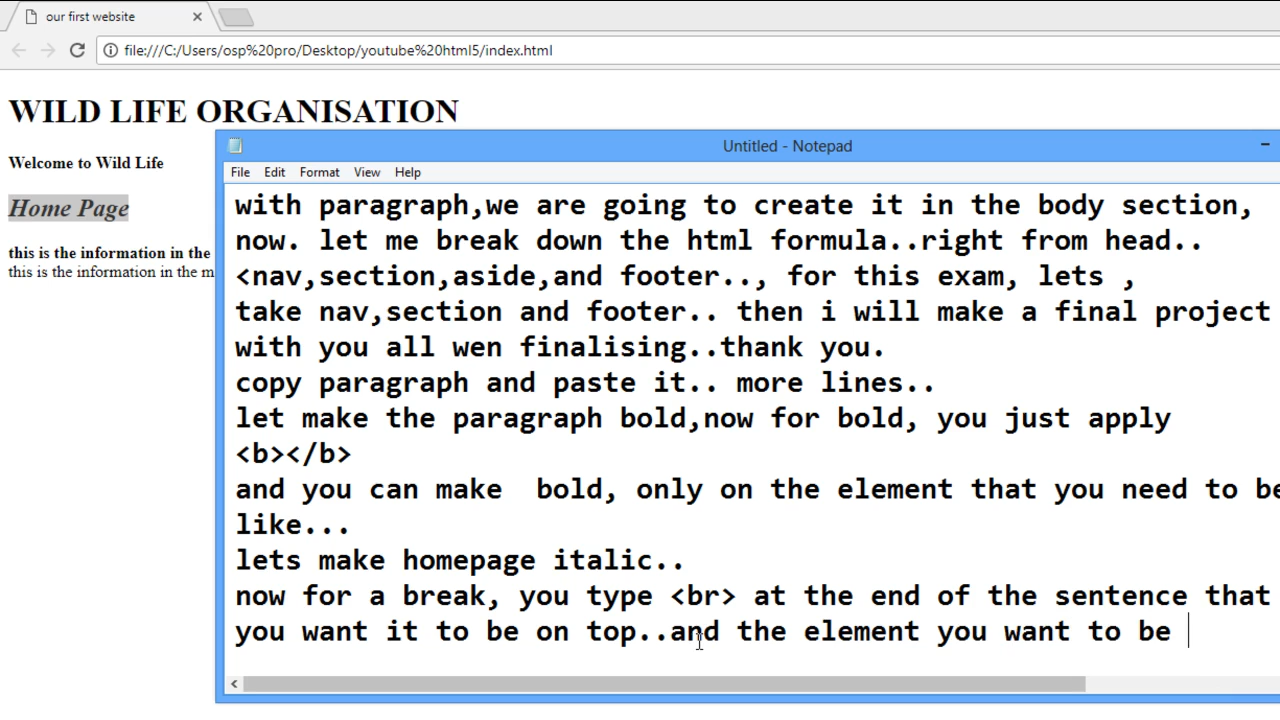 our first website
file:///C:/Users/osp%20pro/Desktop/youtube%20html5/index.html
WILD LIFE ORGANISATION
Welcome to Wild Life
Home Page
this is the information in the
this is the information in the m
Untitled - Notepad
File Edit Format View Help
with paragraph,we are going to create it in the body section,
now. let me break down the html formula..right from head..
<nav,section,aside,and footer.., for this exam, lets ,
take nav,section and footer.. then i will make a final project
with you all wen finalising..thank you.
copy paragraph and paste it.. more lines..
let make the paragraph bold,now for bold, you just apply
<b></b>
and you can make  bold, only on the element that you need to be
like...
lets make homepage italic..
now for a break, you type <br> at the end of the sentence that
you want it to be on top..and the element you want to be